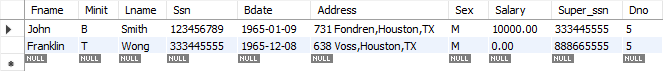 Fname Minit Lname Ssn Bdate Address Sex Salary Super_ssn Dno
John B Smith 123456789 1965-01-09 731 Fondren,Houston,TX M 10000.00 333445555 5
Franklin T Wong 333445555 1965-12-08 638 Voss,Houston,TX M 0.00 888665555 5
NULL NULL NULL NULL NULL NULL NULL NULL NULL NULL